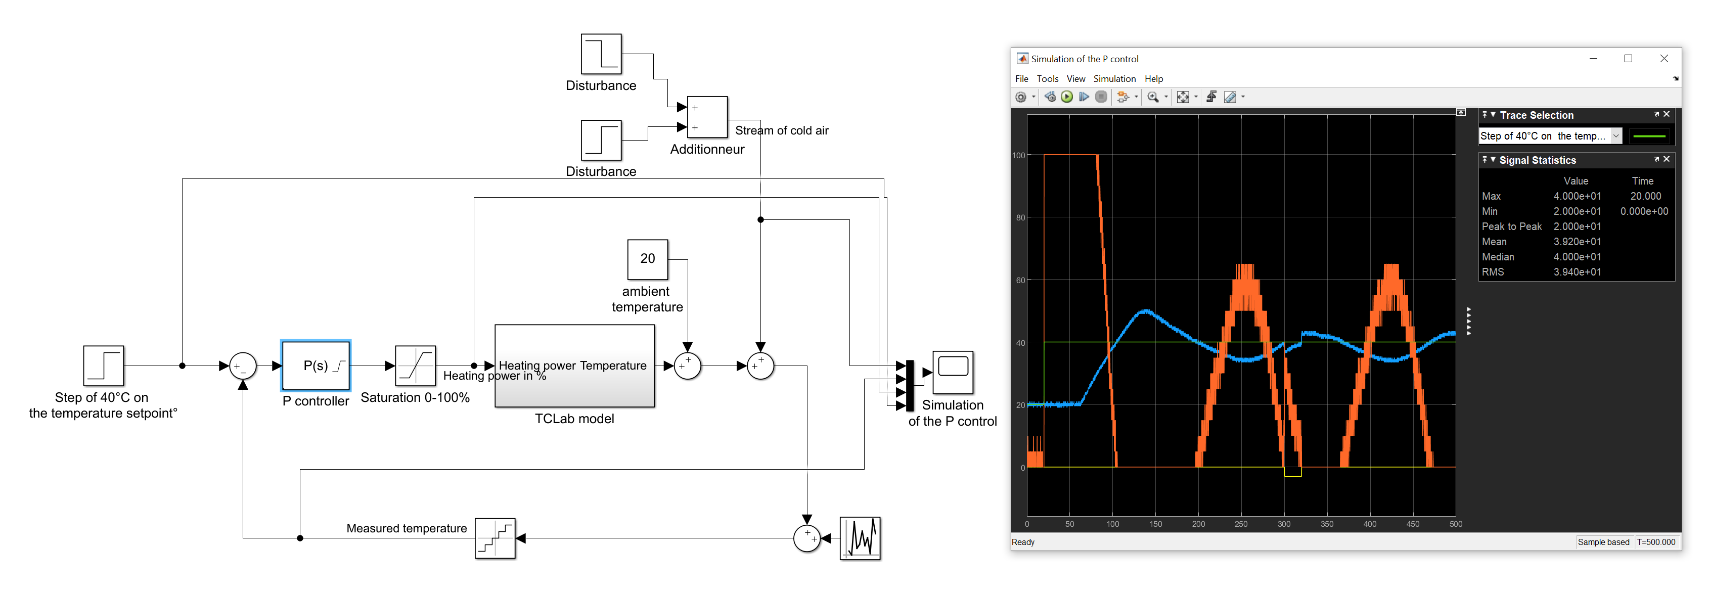 Disturbance
Stream of cold air
Additionneur
Disturbance
20
ambient
temperature
Step of 40°C on
the temperature setpoint°
P(s)
P controller
Saturation 0-100%
Heating power in %
Heating power Temperature
TCLab model
Simulation
of the P control
Measured temperature
Simulation of the P control
File Tools View Simulation Help
Trace Selection
Step of 40°C on the temp...
Signal Statistics
Value Time
Max 4.000e+01 20.000
Min 2.000e+01 0.000e+00
Peak to Peak 2.000e+01
Mean 3.920e+01
Median 4.000e+01
RMS 3.940e+01
100
80
60
40
20
0
0 50 100 150 200 250 300 350 400 450 500
Ready Sample based T=500.000